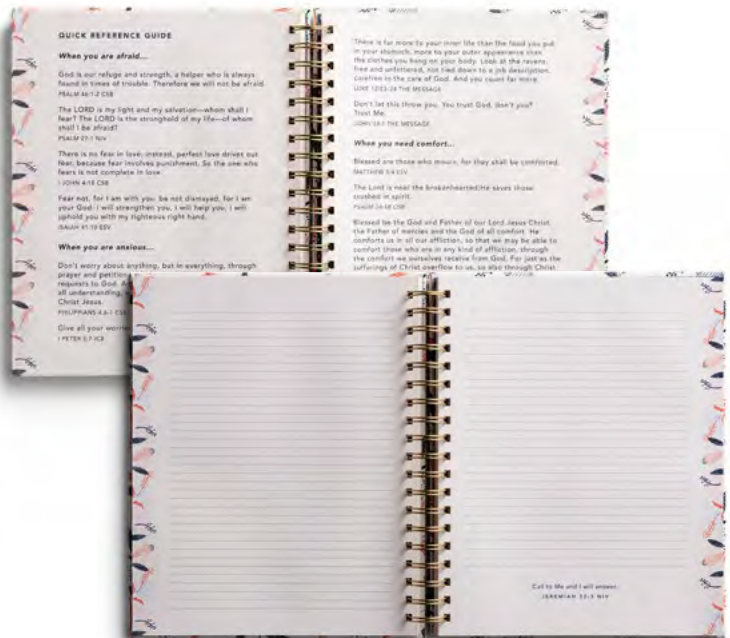 QUICK REFERENCE GUIDE
When you are afraid...
God is our refuge and strength, a helper who is always
found in times of trouble. Therefore we will not be afraid.
PSALM 46:1-2 CSB
The LORD is my light and my salvation—whom shall I
fear? The LORD is the stronghold of my life—of whom
shall I be afraid?
PSALM 27:1 NIV
There is no fear in love; instead, perfect love drives out
fear, because fear involves punishment. So the one who
fears is not complete in love.
1 JOHN 4:18 CSB
Fear not, for I am with you; be not dismayed, for I am
your God; I will strengthen you, I will help you, I will
uphold you with my righteous right hand.
ISAIAH 41:10 ESV
When you are anxious...
Don't worry about anything, but in everything, through
prayer and petition
requests to God. A
all understanding,
Christ Jesus.
PHILIPPIANS 4:6-7 CSB
Give all your worries
1 PETER 5:7 ICB
There is far more to your inner life than the food you put
in your stomach, more to your outer appearance than
the clothes you hang on your body. Look at the ravens,
free and unfettered, not tied down to a job description,
carefree in the care of God. And you count far more.
LUKE 12:23-24 THE MESSAGE
Don't let this throw you. You trust God, don't you?
Trust Me.
JOHN 14:1 THE MESSAGE
When you need comfort...
Blessed are those who mourn, for they shall be comforted.
MATTHEW 5:4 ESV
The Lord is near the brokenhearted; He saves those
crushed in spirit.
PSALM 34:18 CSB
Blessed be the God and Father of our Lord Jesus Christ,
the Father of mercies and the God of all comfort. He
comforts us in all our affliction, so that we may be able to
comfort those who are in any kind of affliction, through
the comfort we ourselves receive from God. For just as the
sufferings of Christ overflow to us, so also through Christ
Call to Me and I will answer.
JEREMIAH 33:3 NIV